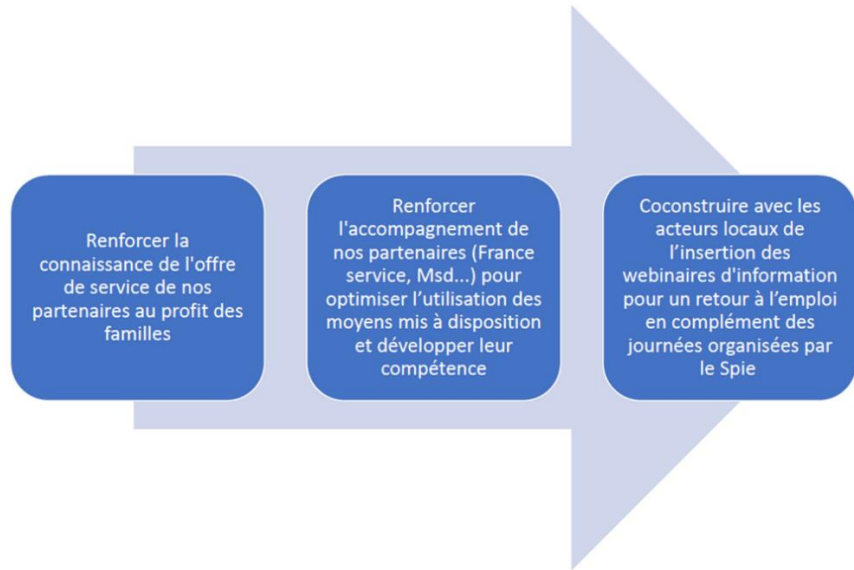 Renforcer la
connaissance de l'offre
de service de nos
partenaires au profit des
familles
Renforcer
l'accompagnement de
nos partenaires (France
service, Msd...) pour
optimiser l’utilisation des
moyens mis à disposition
et développer leur
compétence
Coconstruire avec les
acteurs locaux de
l’insertion des
webinaires d'information
pour un retour à l’emploi
en complément des
journées organisées par
le Spie